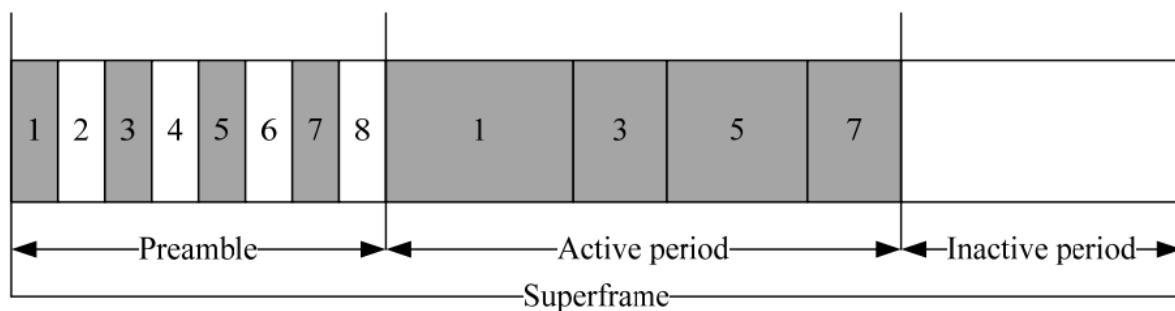 1 2 3 4 5 6 7 8 1 3 5 7
Preamble Active period Inactive period
Superframe